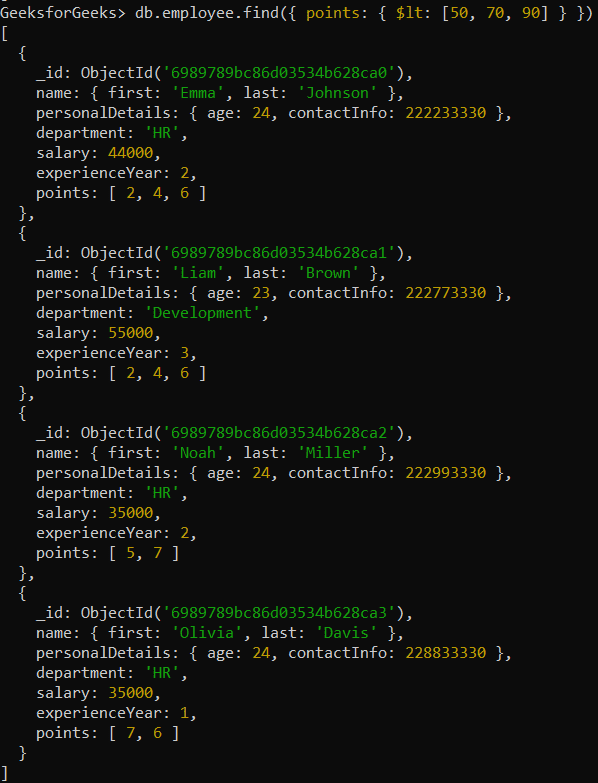 GeeksforGeeks> db.employee.find({ points: { $lt: [50, 70, 90] } })
[
  {
    _id: ObjectId('6989789bc86d03534b628ca0'),
    name: { first: 'Emma', last: 'Johnson' },
    personalDetails: { age: 24, contactInfo: 222233330 },
    department: 'HR',
    salary: 44000,
    experienceYear: 2,
    points: [ 2, 4, 6 ]
  },
  {
    _id: ObjectId('6989789bc86d03534b628ca1'),
    name: { first: 'Liam', last: 'Brown' },
    personalDetails: { age: 23, contactInfo: 222773330 },
    department: 'Development',
    salary: 55000,
    experienceYear: 3,
    points: [ 2, 4, 6 ]
  },
  {
    _id: ObjectId('6989789bc86d03534b628ca2'),
    name: { first: 'Noah', last: 'Miller' },
    personalDetails: { age: 24, contactInfo: 222993330 },
    department: 'HR',
    salary: 35000,
    experienceYear: 2,
    points: [ 5, 7 ]
  },
  {
    _id: ObjectId('6989789bc86d03534b628ca3'),
    name: { first: 'Olivia', last: 'Davis' },
    personalDetails: { age: 24, contactInfo: 228833330 },
    department: 'HR',
    salary: 35000,
    experienceYear: 1,
    points: [ 7, 6 ]
  }
]